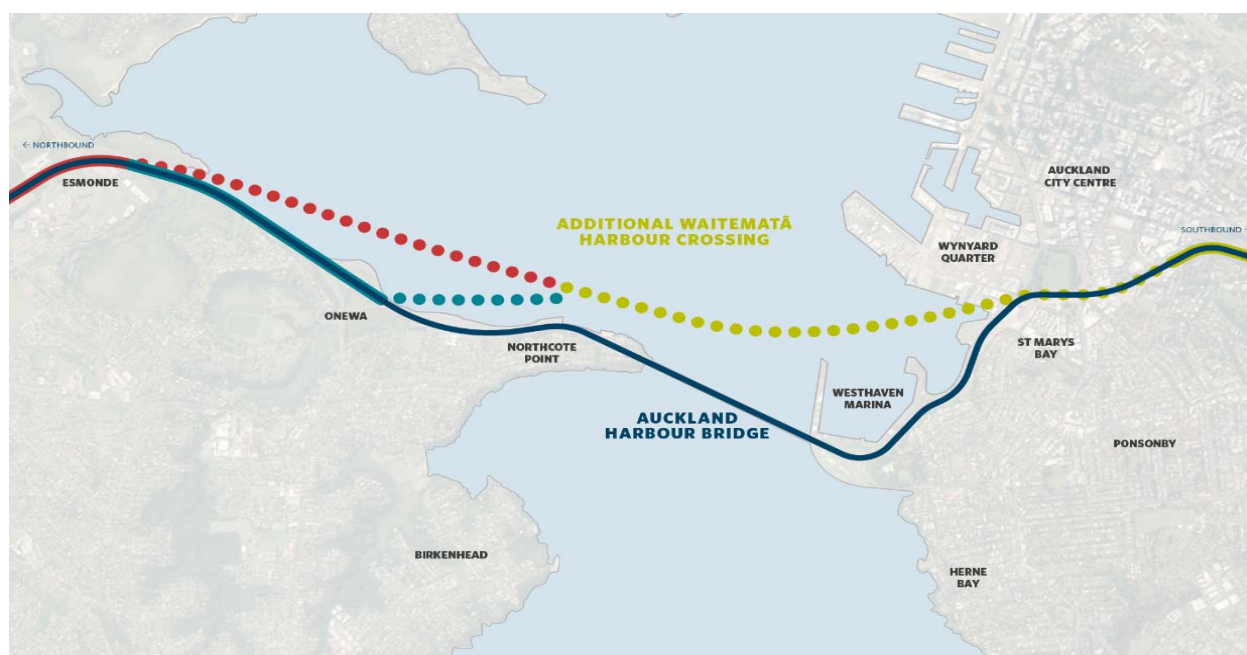 ← NORTHBOUND
ESMONDE
ONEWA
NORTHCOTE
POINT
BIRKENHEAD
ADDITIONAL WAITEMATĀ
HARBOUR CROSSING
AUCKLAND
HARBOUR BRIDGE
WESTHAVEN
MARINA
WYNYARD
QUARTER
AUCKLAND
CITY CENTRE
SOUTHBOUND →
ST MARYS
BAY
PONSONBY
HERNE
BAY